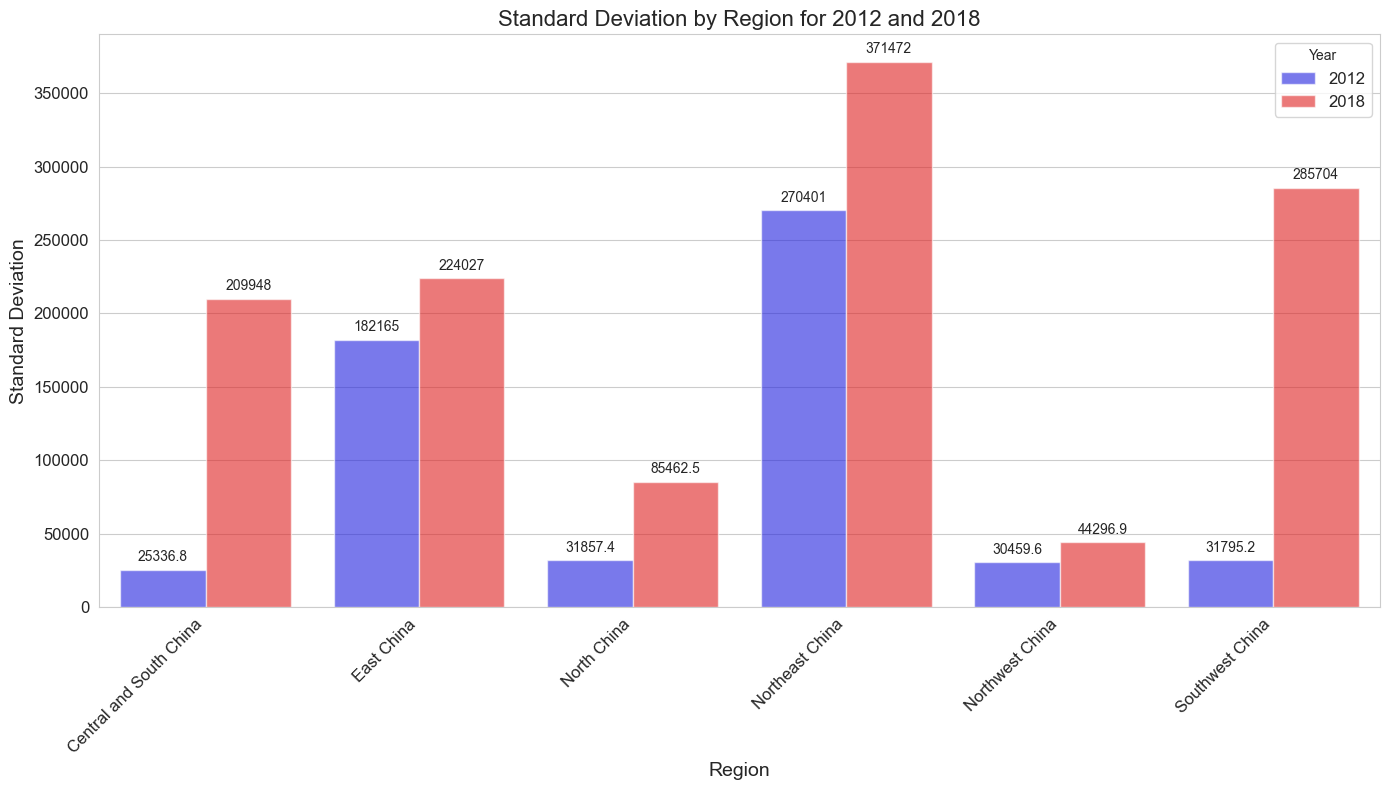 Standard Deviation by Region for 2012 and 2018
Year
2012
2018
Standard Deviation
350000
300000
250000
200000
150000
100000
50000
0
25336.8
209948
182165
224027
31857.4
85462.5
270401
371472
30459.6
44296.9
31795.2
285704
Central and South China
East China
North China
Northeast China
Northwest China
Southwest China
Region